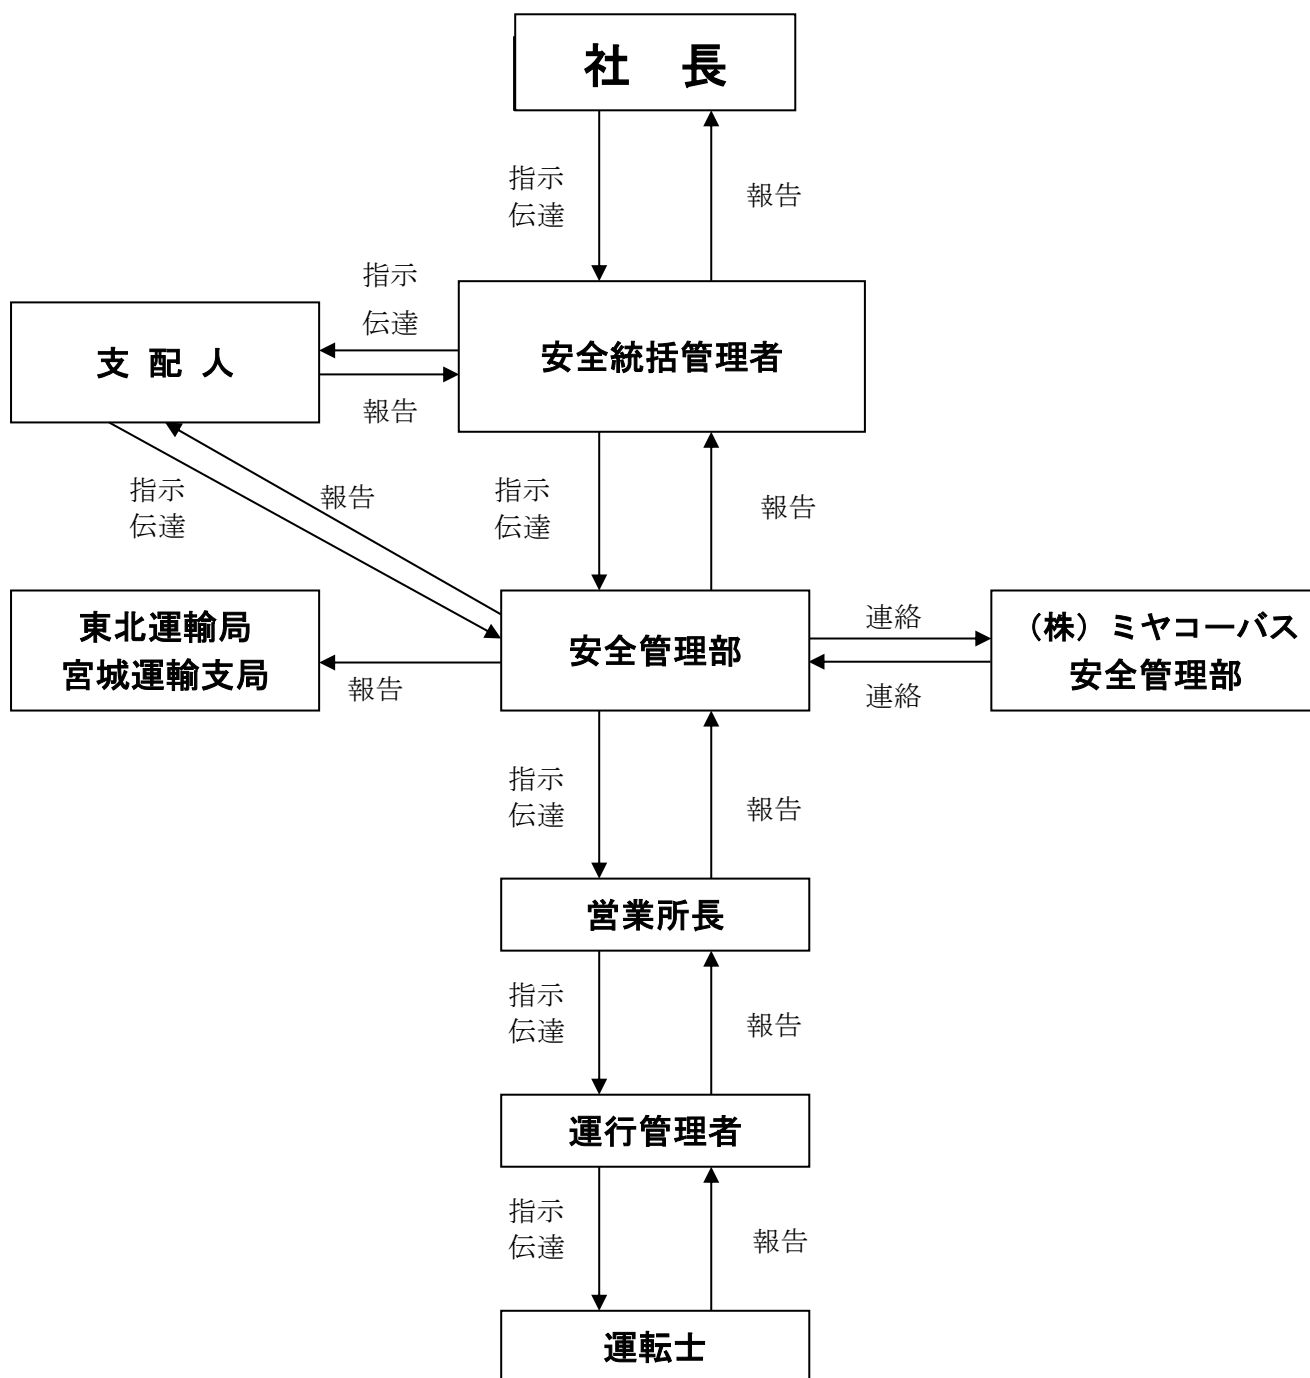 社　長
指示
伝達
報告
指示
伝達
支 配 人
安全統括管理者
報告
指示
伝達
報告
指示
伝達
報告
東北運輸局
宮城運輸支局
報告
安全管理部
連絡
連絡
（株）ミヤコーバス
安全管理部
指示
伝達
報告
営業所長
指示
伝達
報告
運行管理者
指示
伝達
報告
運転士